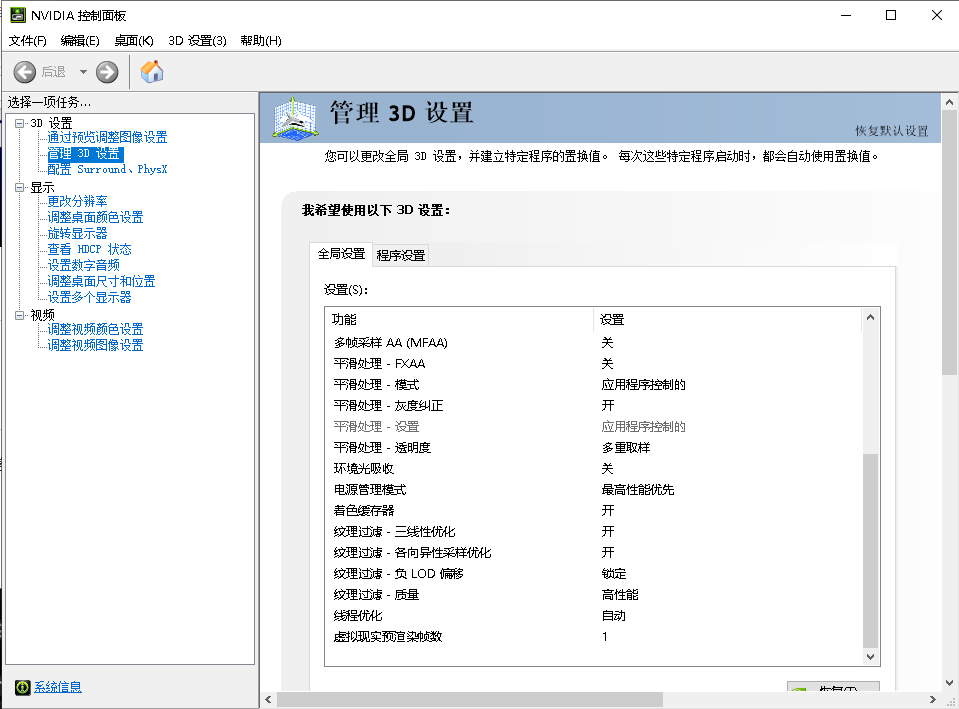 NVIDIA 控制面板
文件(F) 编辑(E) 桌面(K) 3D 设置(3) 帮助(H)
后退
选择一项任务...
3D 设置
通过预览调整图像设置
管理 3D 设置
配置 Surround、PhysX
显示
更改分辨率
调整桌面颜色设置
旋转显示器
查看 HDCP 状态
设置数字音频
调整桌面尺寸和位置
设置多个显示器
视频
调整视频颜色设置
调整视频图像设置
系统信息
管理 3D 设置
恢复默认设置
您可以更改全局 3D 设置，并建立特定程序的置换值。 每次这些特定程序启动时，都会自动使用置换值。
我希望使用以下 3D 设置：
全局设置 程序设置
设置(S)：
功能 设置
多帧采样 AA (MFAA) 关
平滑处理 - FXAA 关
平滑处理 - 模式 应用程序控制的
平滑处理 - 灰度纠正 开
平滑处理 - 设置 应用程序控制的
平滑处理 - 透明度 多重取样
环境光吸收 关
电源管理模式 最高性能优先
着色缓存器 开
纹理过滤 - 三线性优化 开
纹理过滤 - 各向异性采样优化 开
纹理过滤 - 负 LOD 偏移 锁定
纹理过滤 - 质量 高性能
线程优化 自动
虚拟现实预渲染帧数 1
恢复(T)